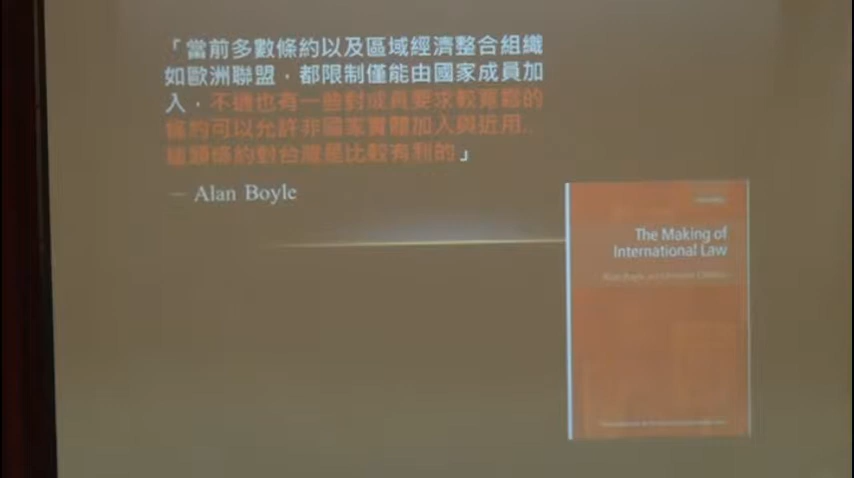 「當前多數條約以及區域經濟整合組織
如歐洲聯盟，都限制僅能由國家成員加
入，不過也有一些對成員要求較寬鬆的
條約可以允許非國家實體加入與近用..
這類條約對台灣是比較有利的」
— Alan Boyle
The Making of
International Law